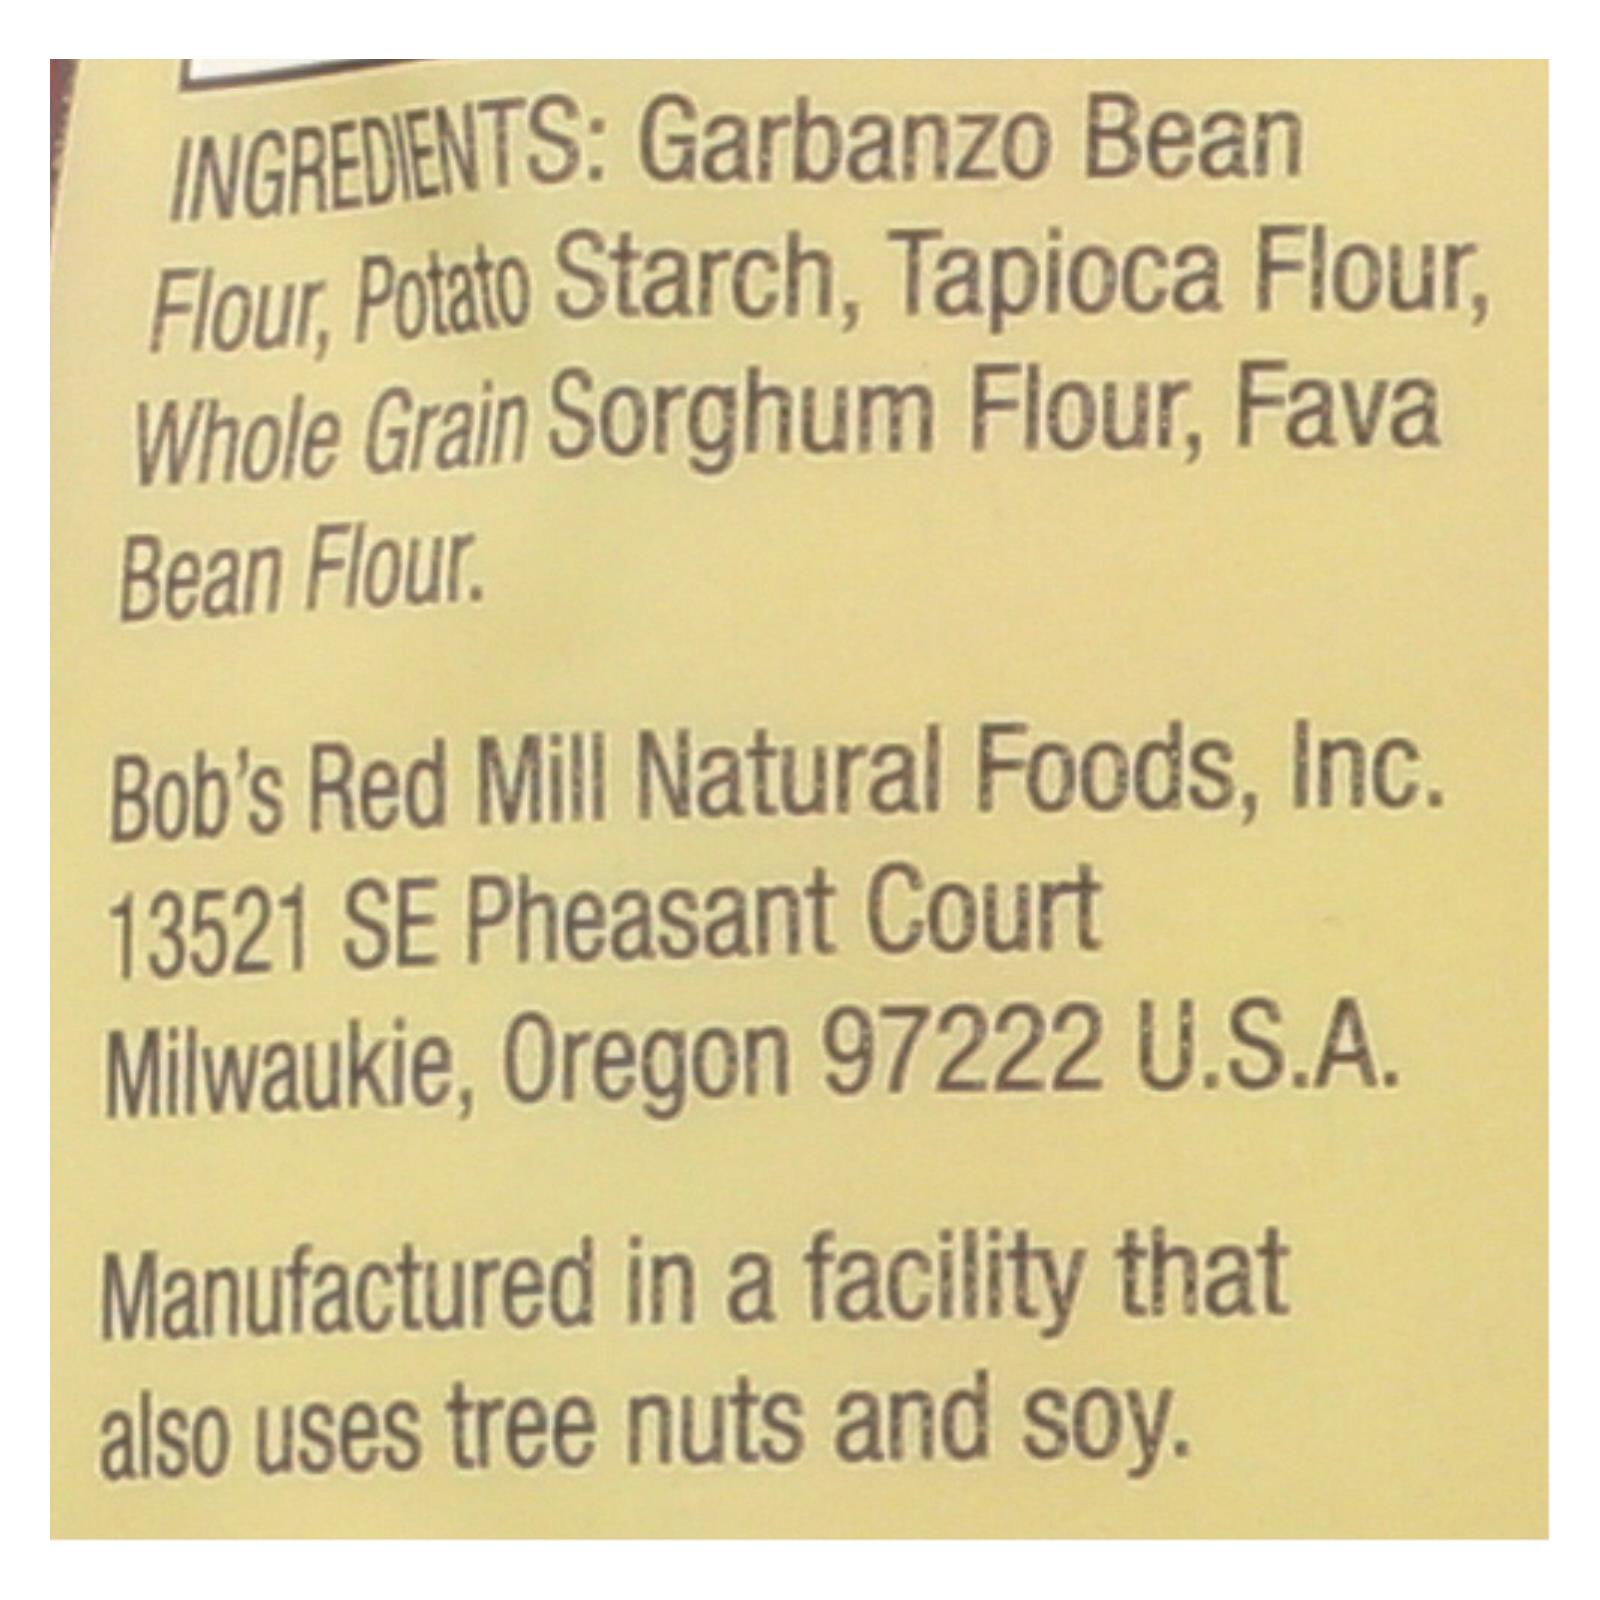 INGREDIENTS: Garbanzo Bean
Flour, Potato Starch, Tapioca Flour,
Whole Grain Sorghum Flour, Fava
Bean Flour.
Bob's Red Mill Natural Foods, Inc.
13521 SE Pheasant Court
Milwaukie, Oregon 97222 U.S.A.
Manufactured in a facility that
also uses tree nuts and soy.